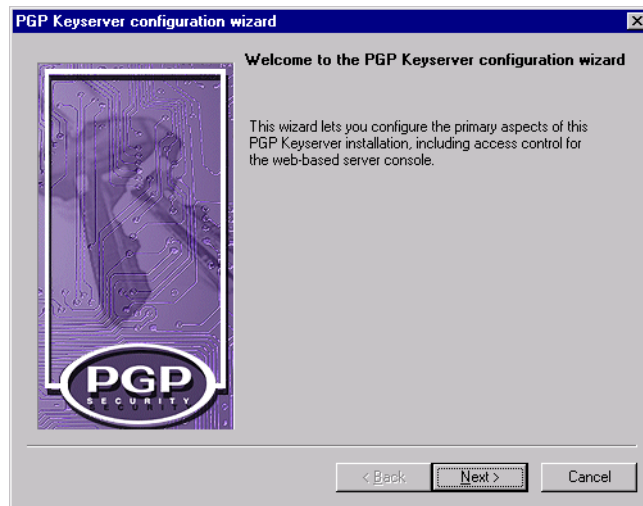 PGP Keyserver configuration wizard
Welcome to the PGP Keyserver configuration wizard
This wizard lets you configure the primary aspects of this
PGP Keyserver installation, including access control for
the web-based server console.
PGP
SECURITY
< Back
Next >
Cancel